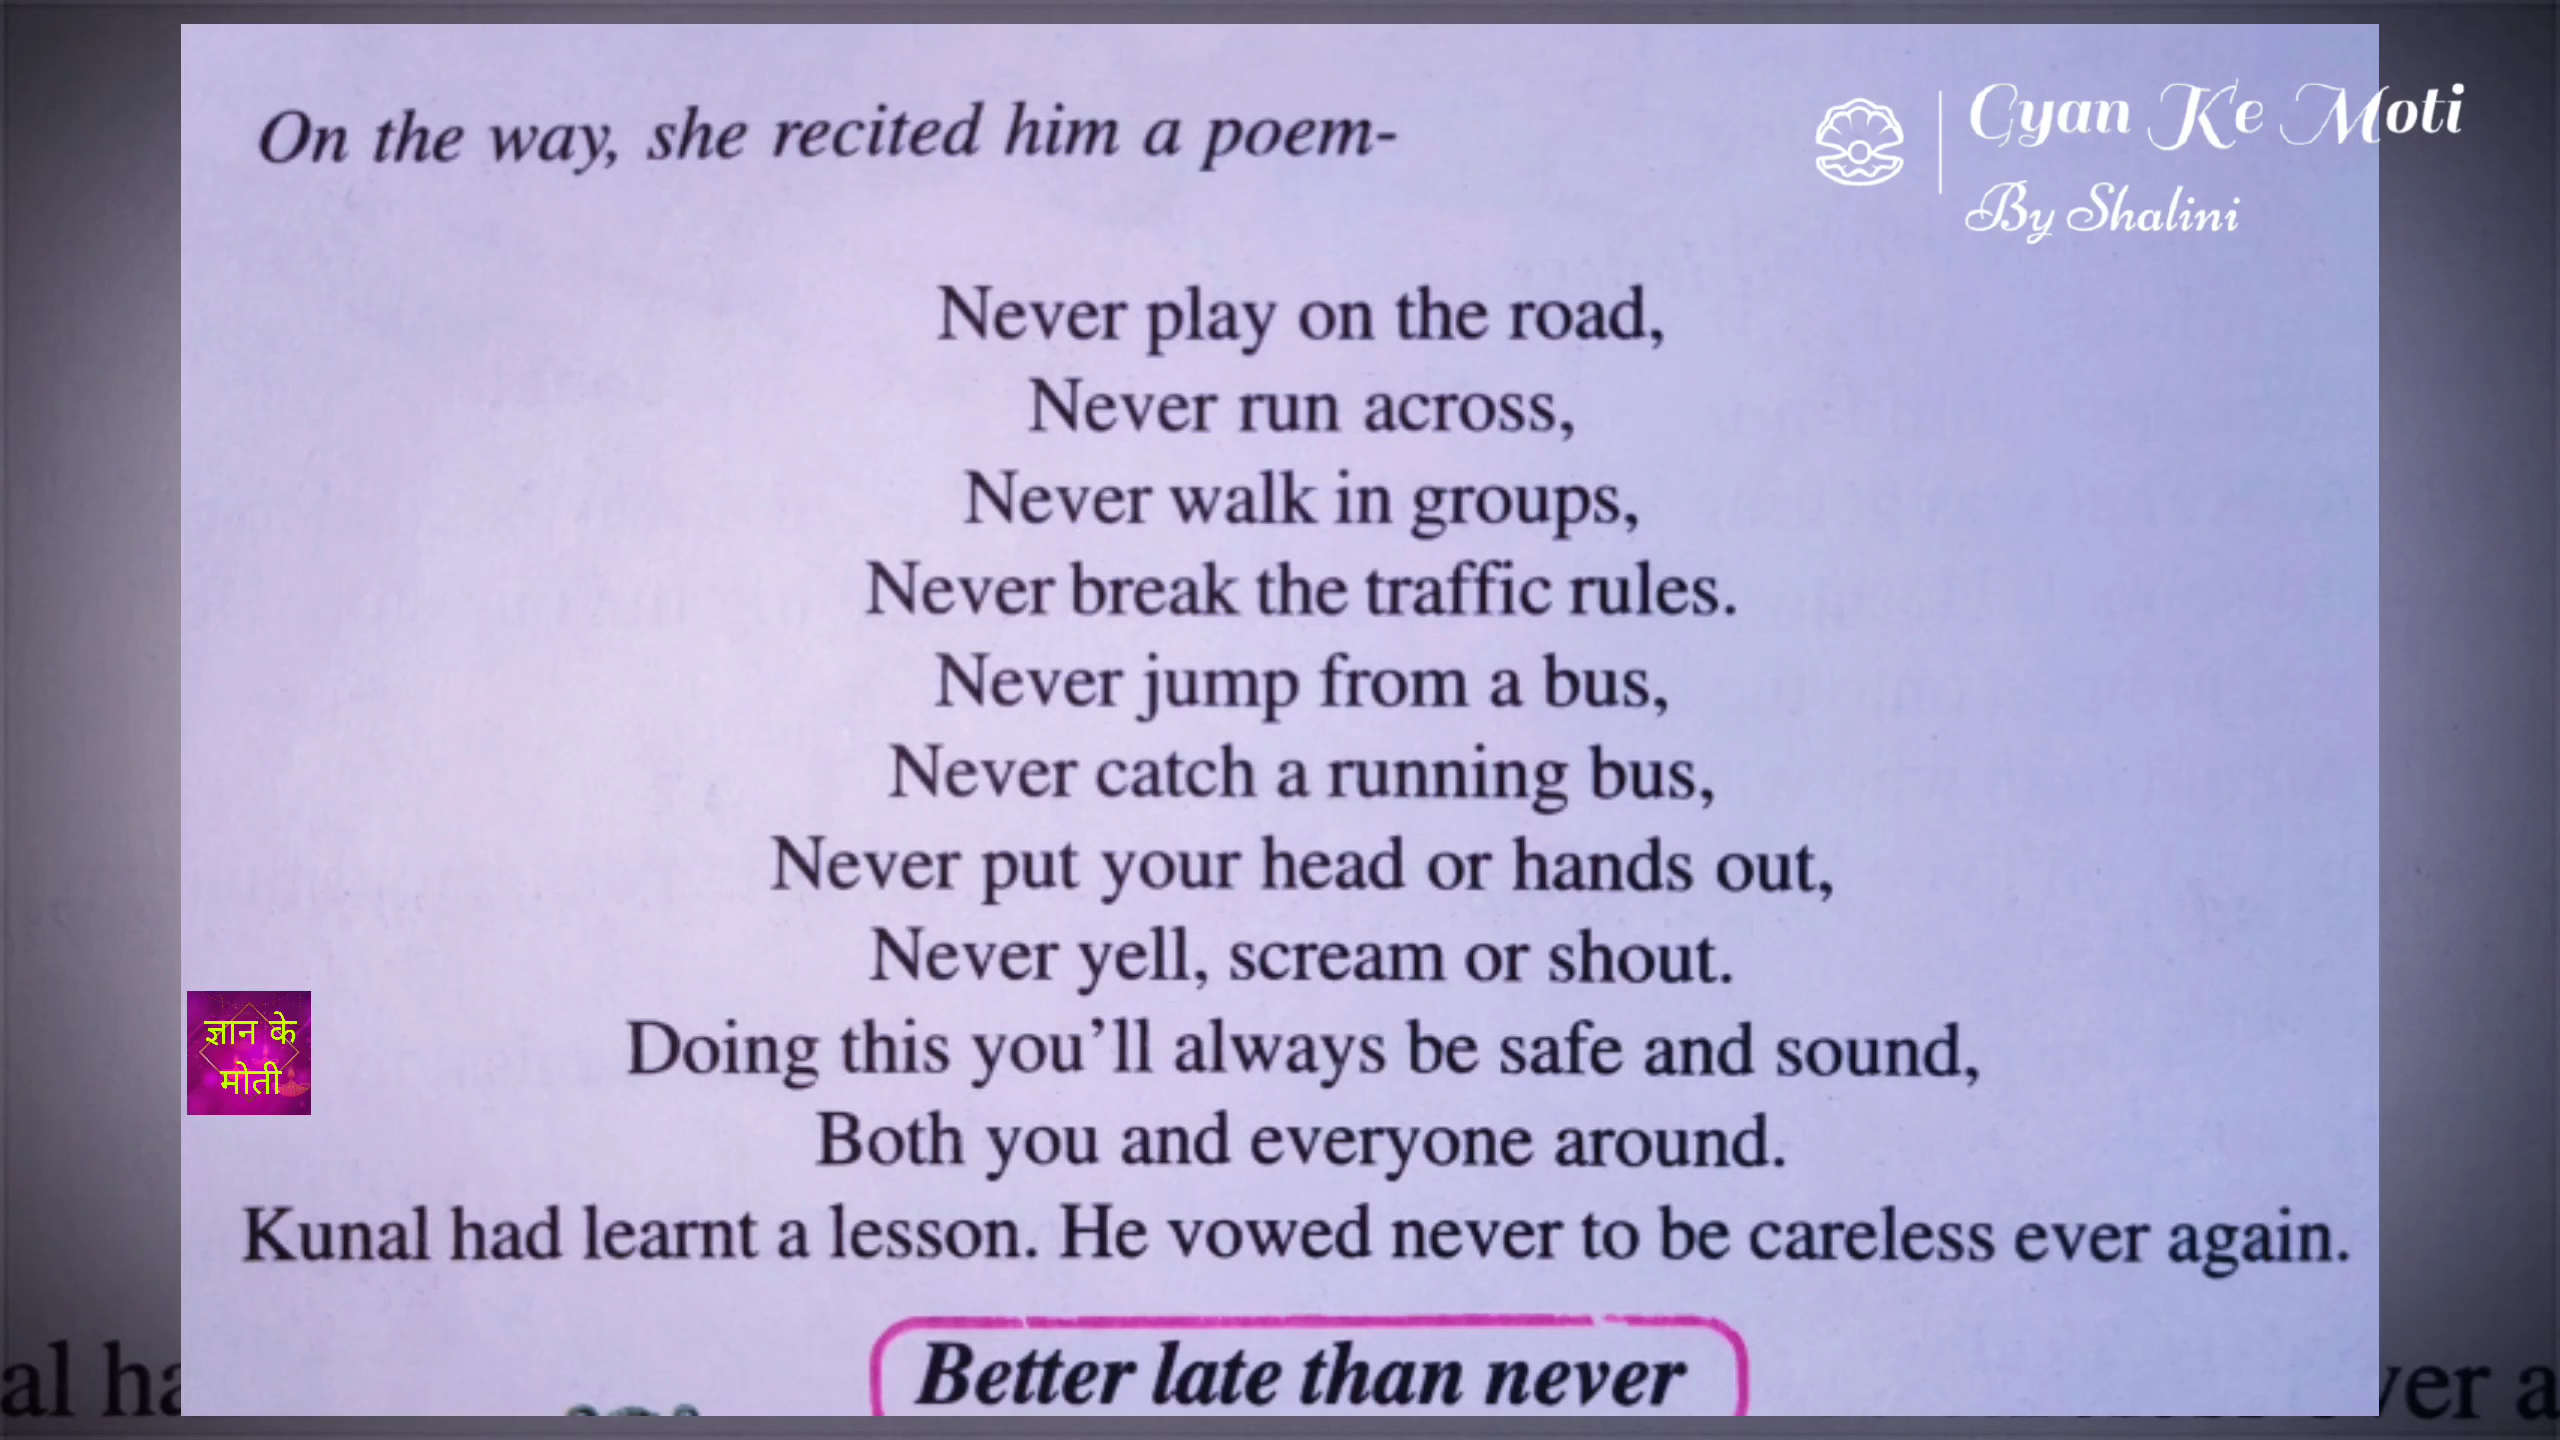 On the way, she recited him a poem-
Gyan Ke Moti
By Shalini
Never play on the road,
Never run across,
Never walk in groups,
Never break the traffic rules.
Never jump from a bus,
Never catch a running bus,
Never put your head or hands out,
Never yell, scream or shout.
Doing this you’ll always be safe and sound,
ज्ञान के
मोती
Both you and everyone around.
Kunal had learnt a lesson. He vowed never to be careless ever again.
Better late than never